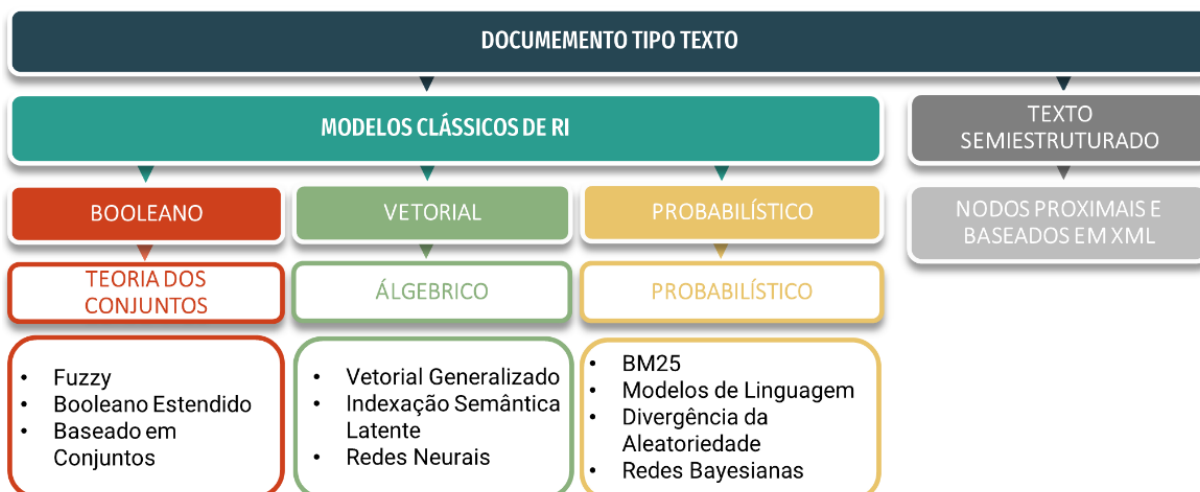 DOCUMEMENTO TIPO TEXTO
MODELOS CLÁSSICOS DE RI
TEXTO
SEMIESTRUTURADO
BOOLEANO
VETORIAL
PROBABILÍSTICO
NODOS PROXIMAIS E
BASEADOS EM XML
TEORIA DOS
CONJUNTOS
ÁLGEBRICO
PROBABILÍSTICO
• Fuzzy
• Booleano Estendido
• Baseado em
Conjuntos
• Vetorial Generalizado
• Indexação Semântica
Latente
• Redes Neurais
• BM25
• Modelos de Linguagem
• Divergência da
Aleatoriedade
• Redes Bayesianas